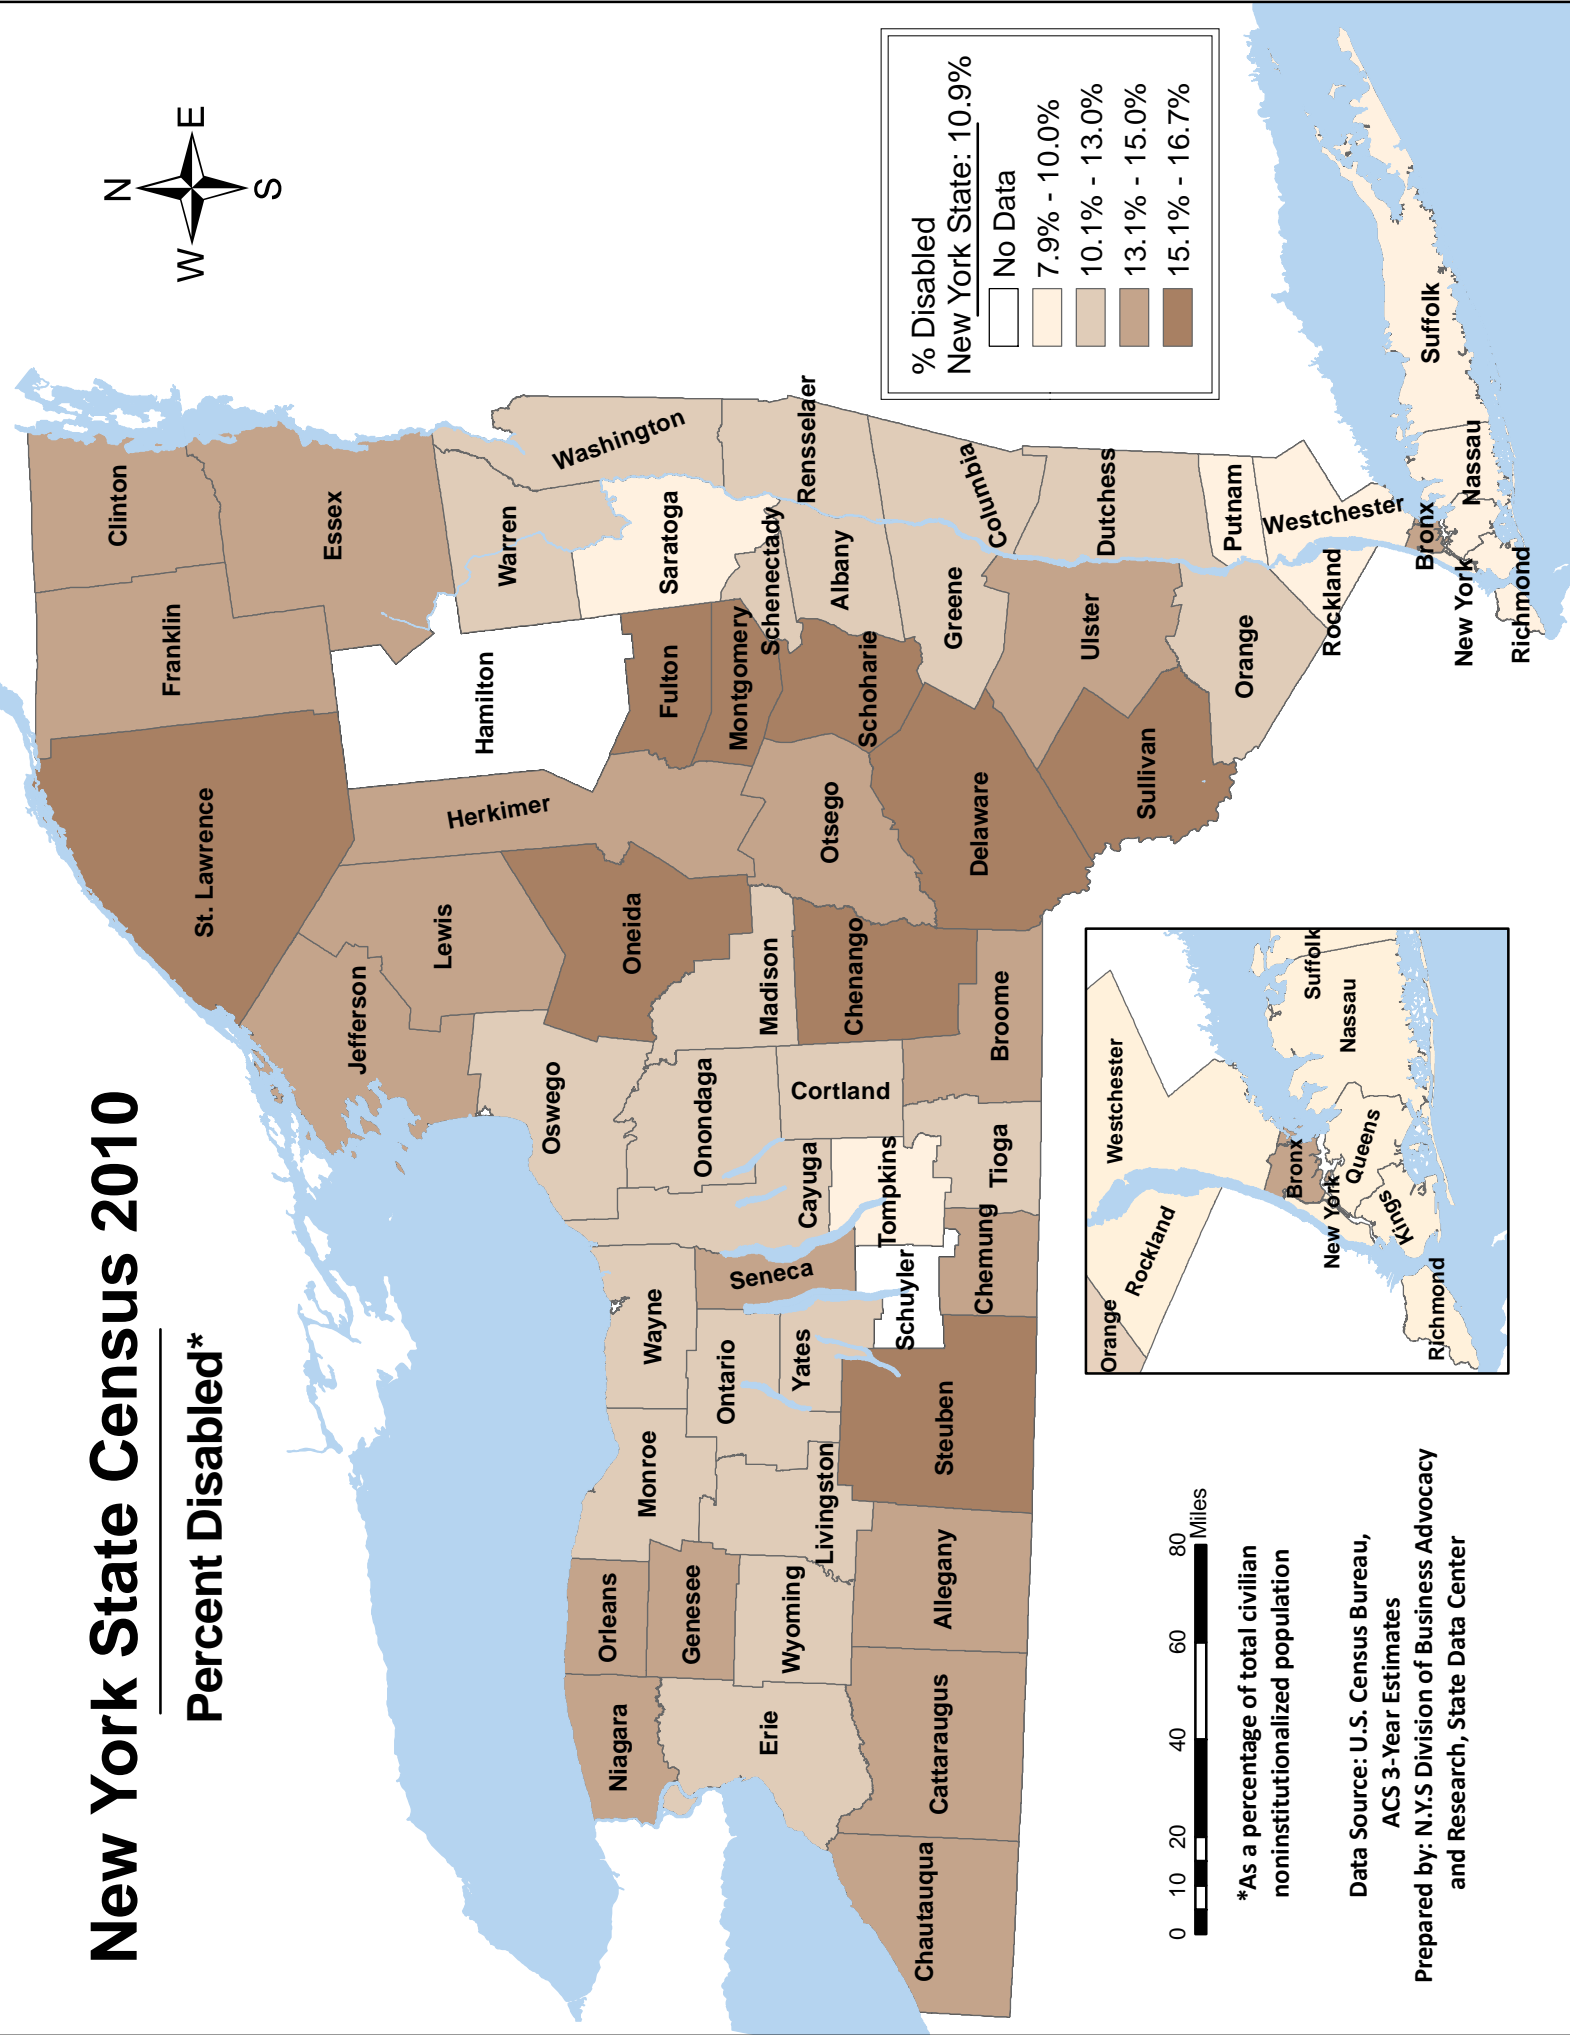 New York State Census 2010
Percent Disabled*
N
W
E
S
Clinton
Franklin
St. Lawrence
Essex
Jefferson
Lewis
Herkimer
Hamilton
Warren
Washington
Oswego
Oneida
Fulton
Saratoga
Niagara
Orleans
Monroe
Wayne
Genesee
Ontario
Seneca
Onondaga
Madison
Montgomery
Schenectady
Rensselaer
Erie
Wyoming
Livingston
Yates
Cayuga
Cortland
Chenango
Otsego
Schoharie
Albany
Chautauqua
Cattaraugus
Allegany
Steuben
Schuyler
Tompkins
Chemung
Tioga
Broome
Delaware
Greene
Columbia
Sullivan
Ulster
Dutchess
Orange
Putnam
Rockland
Westchester
Bronx
New York
Richmond
Nassau
Suffolk
% Disabled
New York State: 10.9%
No Data
7.9% - 10.0%
10.1% - 13.0%
13.1% - 15.0%
15.1% - 16.7%
0 10 20 40 60 80
Miles
*As a percentage of total civilian
noninstitutionalized population
Data Source: U.S. Census Bureau,
ACS 3-Year Estimates
Prepared by: N.Y.S Division of Business Advocacy
and Research, State Data Center
Orange
Rockland
Westchester
Bronx
New York
Queens
Kings
Richmond
Nassau
Suffolk